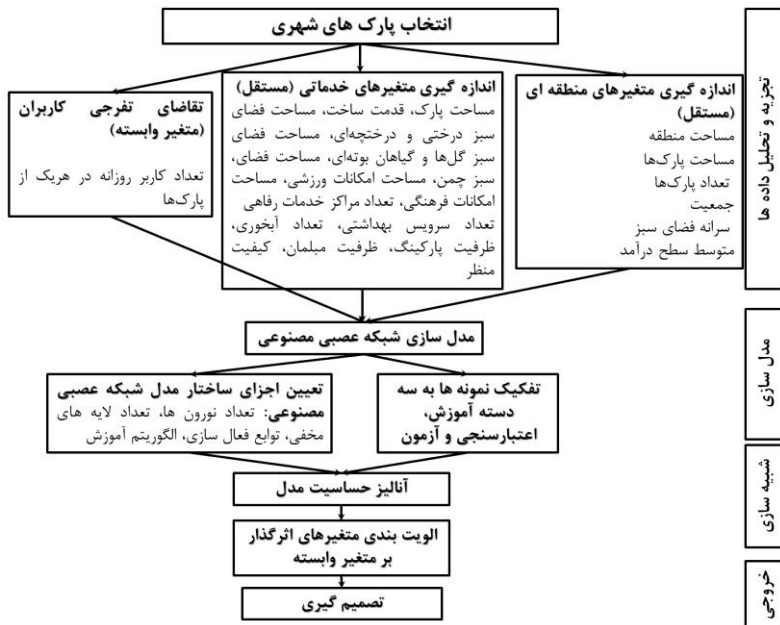 انتخاب پارک های شهری
اندازه گیری متغیرهای منطقه ای
(مستقل)
مساحت منطقه
مساحت پارک‌ها
تعداد پارک‌ها
جمعیت
سرانه فضای سبز
متوسط سطح درآمد
اندازه گیری متغیرهای خدماتی (مستقل)
مساحت پارک، قدمت ساخت، مساحت فضای
سبز درختی و درختچه‌ای، مساحت فضای
سبز گل‌ها و گیاهان بوته‌ای، مساحت فضای،
سبز چمن، مساحت امکانات ورزشی، مساحت
امکانات فرهنگی، تعداد مراکز خدمات رفاهی
تعداد سرویس بهداشتی، تعداد آبخوری،
ظرفیت پارکینگ، ظرفیت مبلمان، کیفیت
منظر
تقاضای تفرجی کاربران
(متغیر وابسته)
تعداد کاربر روزانه در هریک از
پارک‌ها
تجزیه و تحلیل داده ها
مدل سازی شبکه عصبی مصنوعی
تفکیک نمونه ها به سه
دسته آموزش،
اعتبارسنجی و آزمون
تعیین اجزای ساختار مدل شبکه عصبی
مصنوعی: تعداد نورون ها، تعداد لایه های
مخفی، توابع فعال سازی، الگوریتم آموزش
مدل سازی
آنالیز حساسیت مدل
الویت بندی متغیرهای اثرگذار
بر متغیر وابسته
شبیه سازی
تصمیم گیری
خروجی